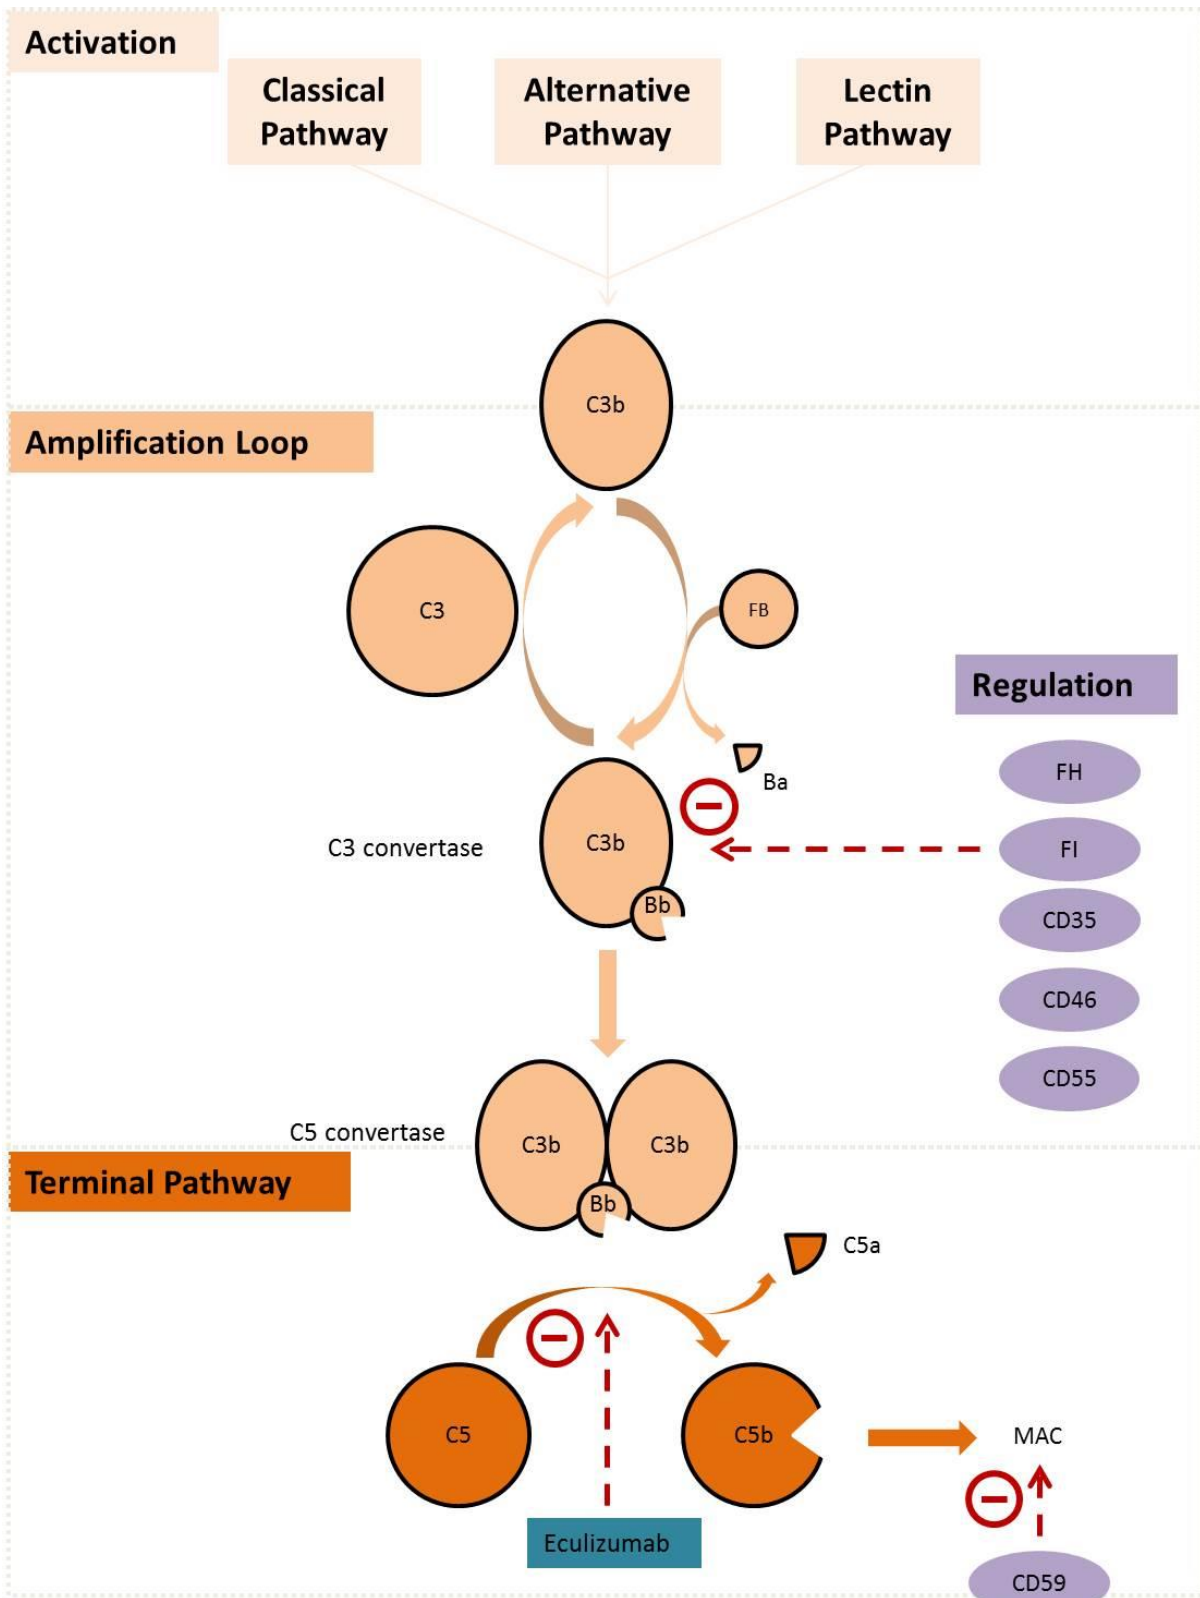 Activation
Classical
Pathway
Alternative
Pathway
Lectin
Pathway
C3b
Amplification Loop
C3
FB
Regulation
FH
Ba
C3 convertase
C3b
FI
Bb
CD35
CD46
CD55
C5 convertase
C3b
C3b
Terminal Pathway
Bb
C5a
C5
C5b
MAC
Eculizumab
CD59